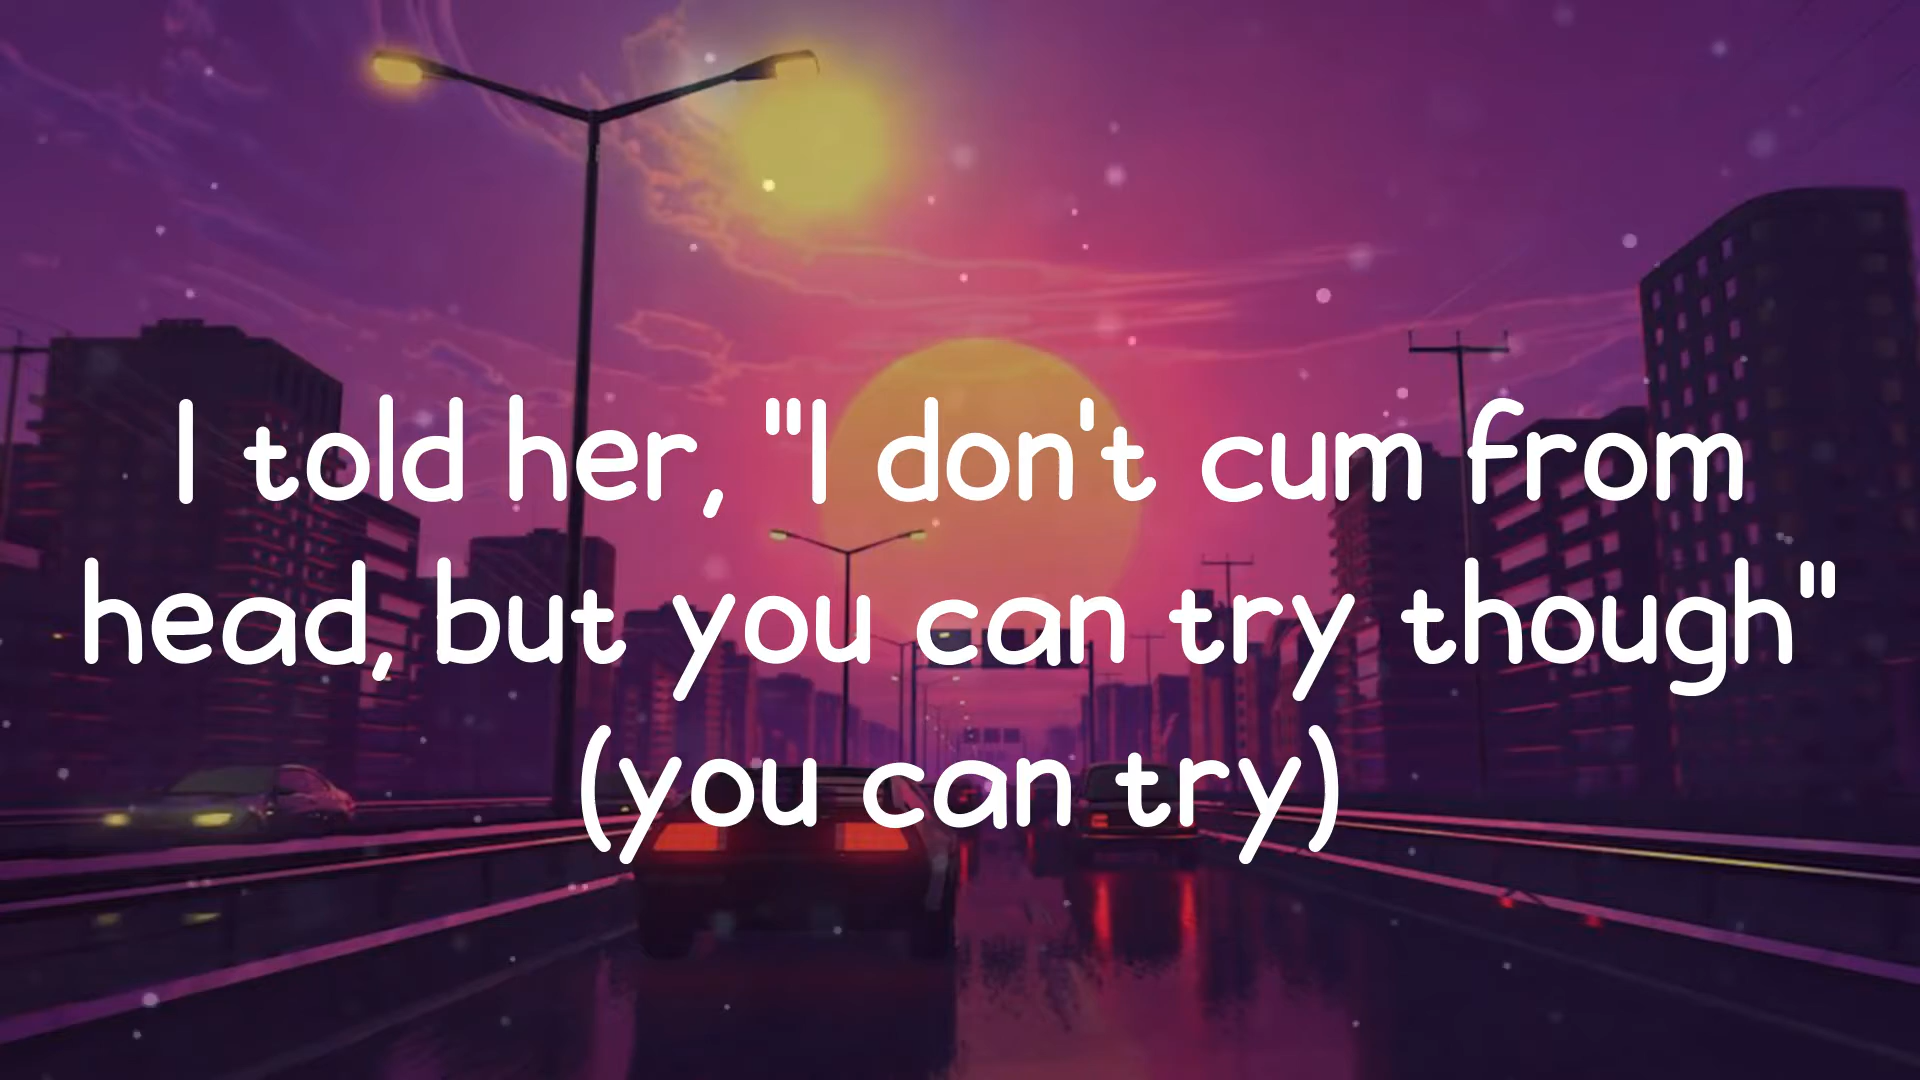 I told her, "I don't cum from
head, but you can try though"
(you can try)